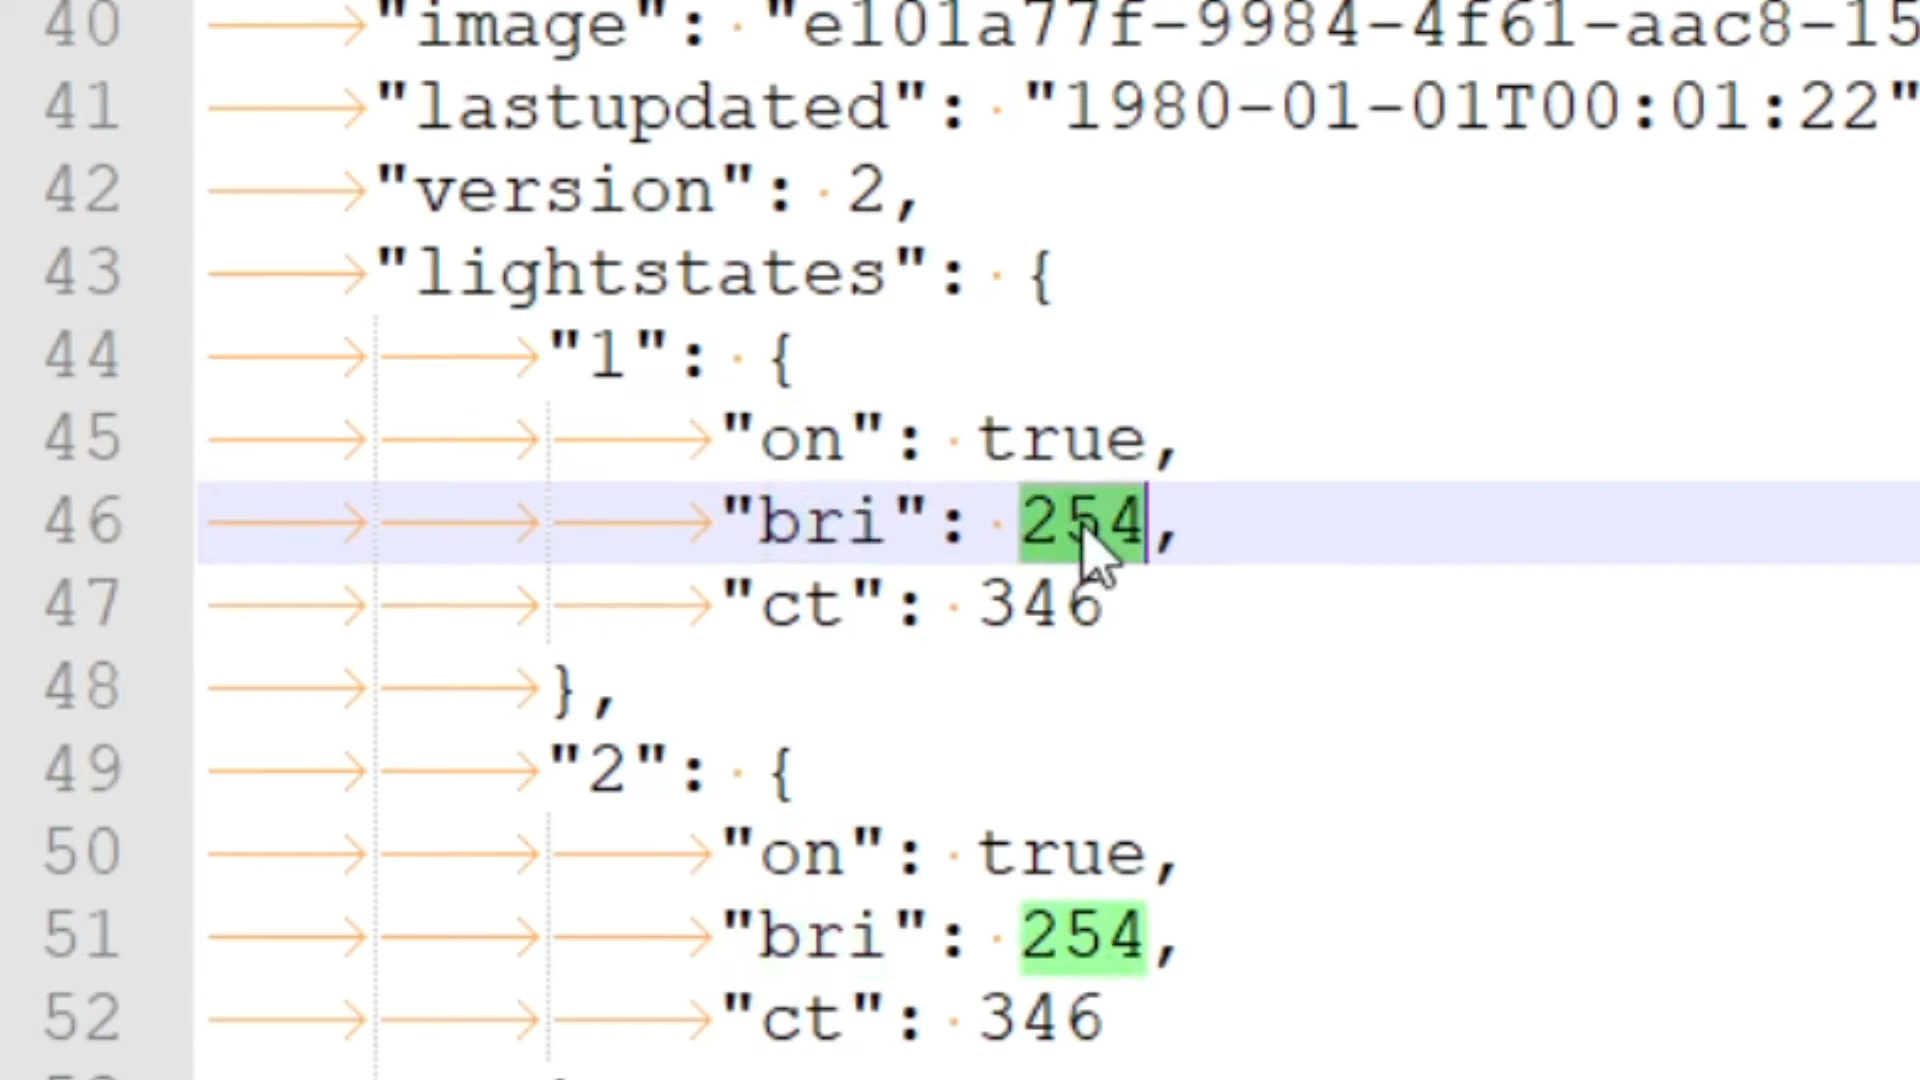 40 "image": "e101a77f-9984-4f61-aac8-15
41 "lastupdated": "1980-01-01T00:01:22"
42 "version": 2,
43 "lightstates": {
44 "1": {
45 "on": true,
46 "bri": 254,
47 "ct": 346
48 },
49 "2": {
50 "on": true,
51 "bri": 254,
52 "ct": 346